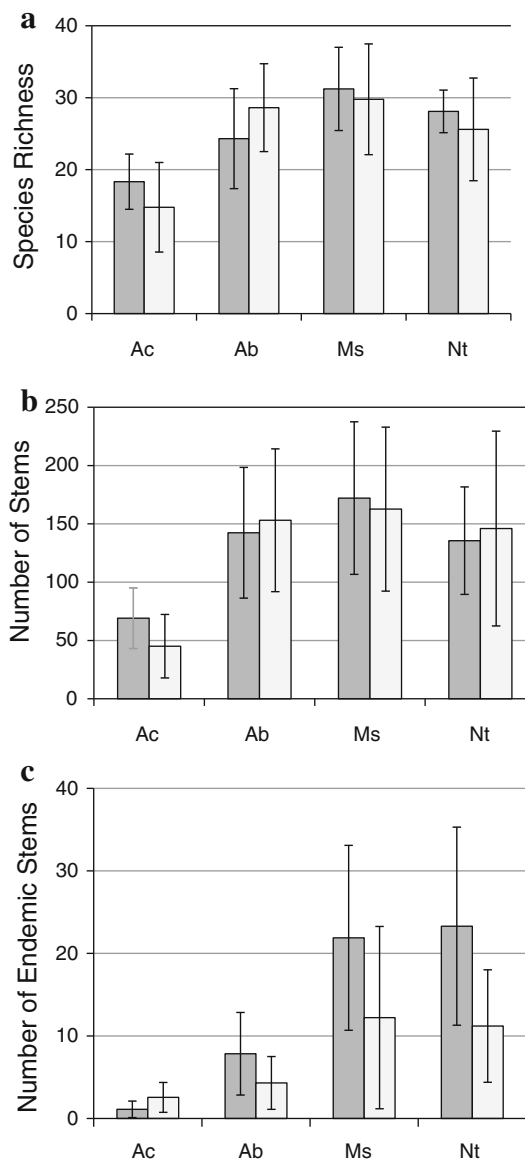 a
Species Richness
40
30
20
10
0
Ac Ab Ms Nt
b
Number of Stems
250
200
150
100
50
0
Ac Ab Ms Nt
c
Number of Endemic Stems
40
30
20
10
0
Ac Ab Ms Nt